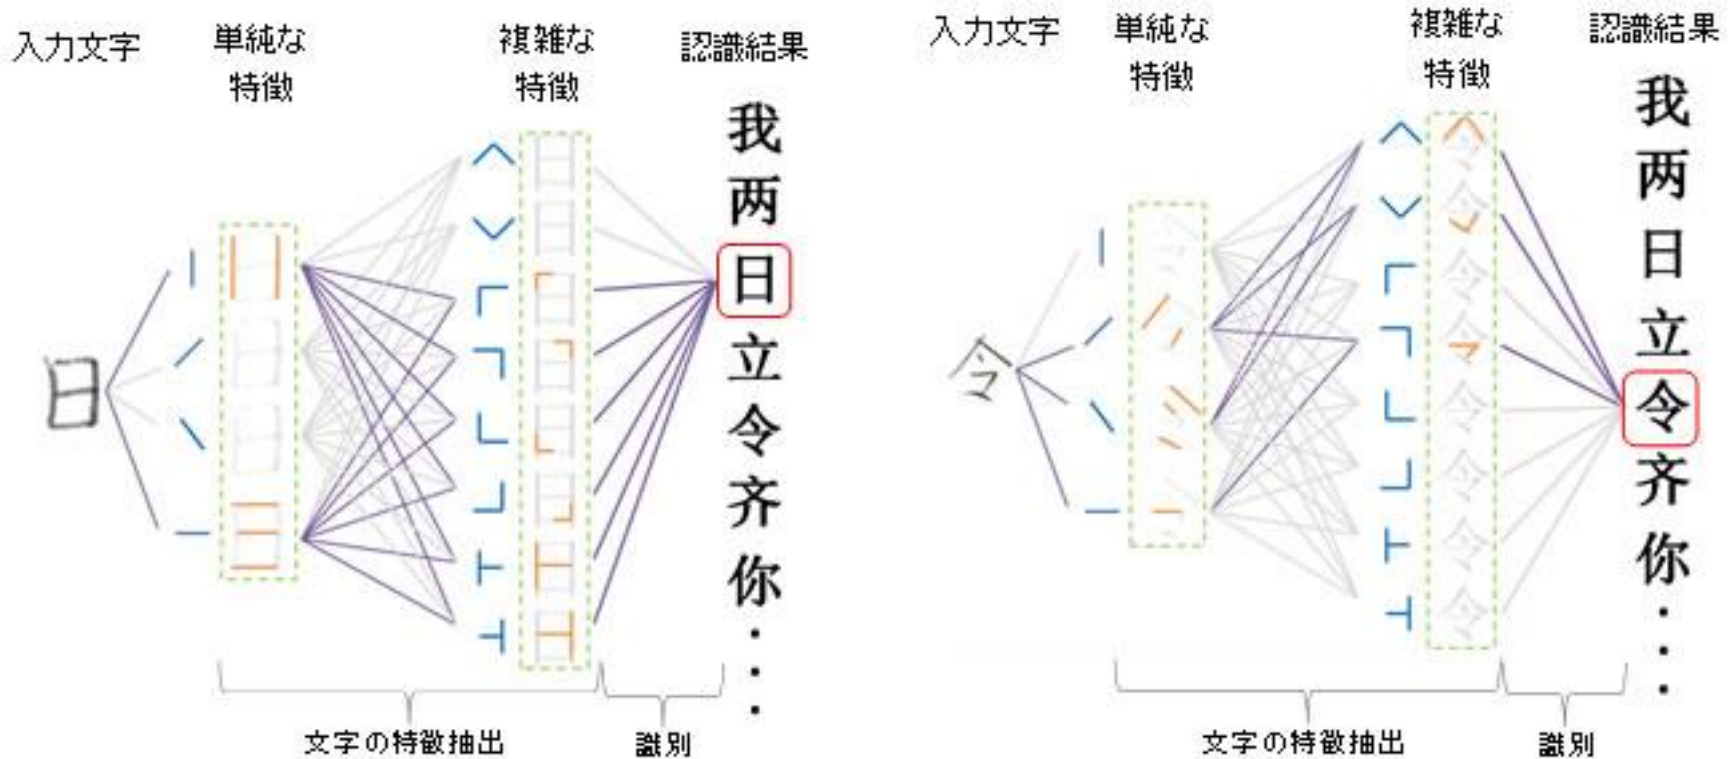 入力文字
単純な
特徴
複雑な
特徴
認識結果
日
我
两
日
立
令
齐
你
・
・
・
文字の特徴抽出
識別
入力文字
単純な
特徴
複雑な
特徴
認識結果
令
我
两
日
立
令
齐
你
・
・
・
文字の特徴抽出
識別